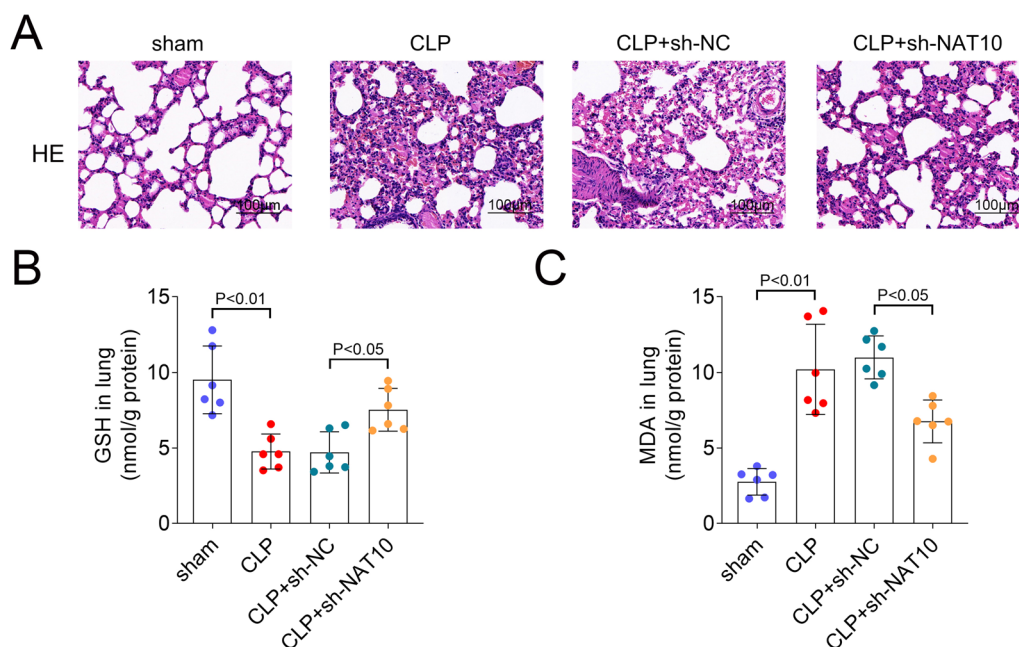 A
sham
CLP
CLP+sh-NC
CLP+sh-NAT10
HE
100μm
100μm
100μm
100μm
B
GSH in lung
(nmol/g protein)
15
10
5
0
P<0.01
P<0.05
sham
CLP
CLP+sh-NC
CLP+sh-NAT10
C
MDA in lung
(nmol/g protein)
15
10
5
0
P<0.01
P<0.05
sham
CLP
CLP+sh-NC
CLP+sh-NAT10